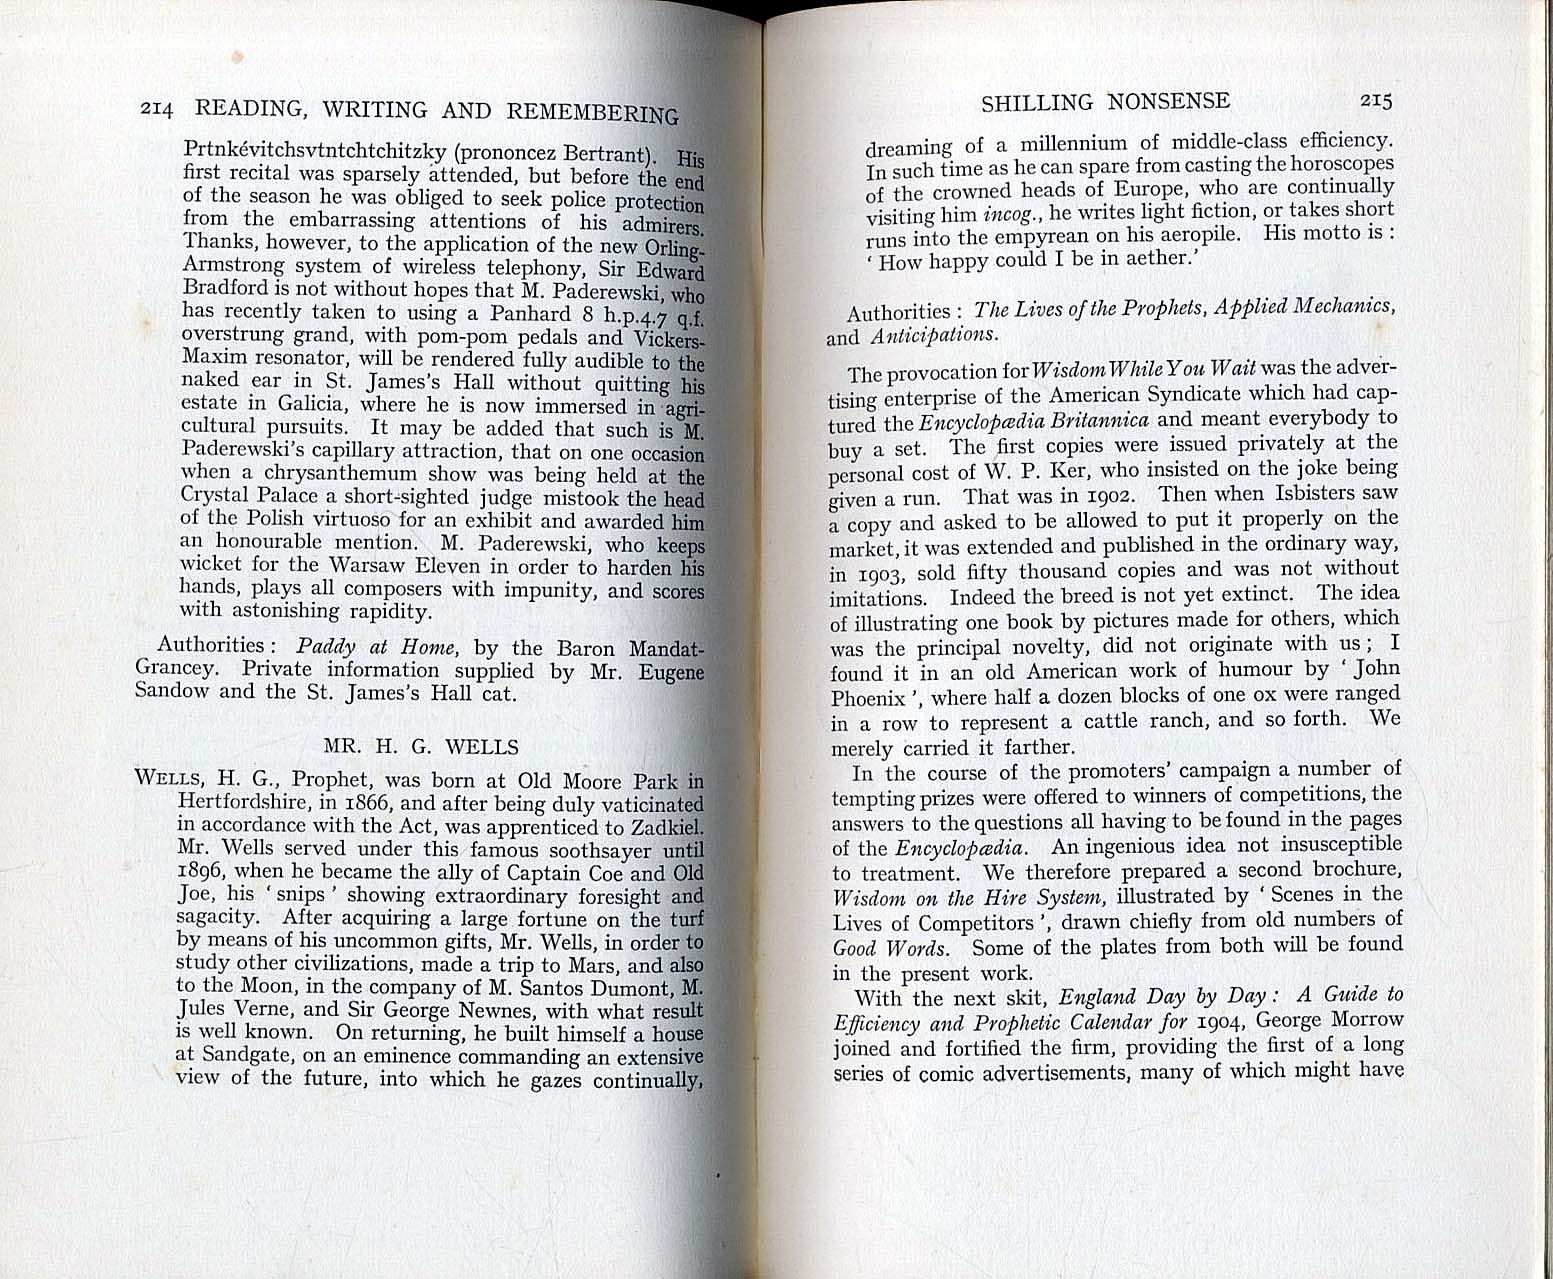 214 READING, WRITING AND REMEMBERING
Prtnkévitchsvtntchtchitzky (prononcez Bertrant). His
first recital was sparsely attended, but before the end
of the season he was obliged to seek police protection
from the embarrassing attentions of his admirers.
Thanks, however, to the application of the new Orling-
Armstrong system of wireless telephony, Sir Edward
Bradford is not without hopes that M. Paderewski, who
has recently taken to using a Panhard 8 h.p.4.7 q.f.
overstrung grand, with pom-pom pedals and Vickers-
Maxim resonator, will be rendered fully audible to the
naked ear in St. James's Hall without quitting his
estate in Galicia, where he is now immersed in agri-
cultural pursuits. It may be added that such is M.
Paderewski's capillary attraction, that on one occasion
when a chrysanthemum show was being held at the
Crystal Palace a short-sighted judge mistook the head
of the Polish virtuoso for an exhibit and awarded him
an honourable mention. M. Paderewski, who keeps
wicket for the Warsaw Eleven in order to harden his
hands, plays all composers with impunity, and scores
with astonishing rapidity.
Authorities : Paddy at Home, by the Baron Mandat-
Grancey. Private information supplied by Mr. Eugene
Sandow and the St. James's Hall cat.
MR. H. G. WELLS
WELLS, H. G., Prophet, was born at Old Moore Park in
Hertfordshire, in 1866, and after being duly vaticinated
in accordance with the Act, was apprenticed to Zadkiel.
Mr. Wells served under this famous soothsayer until
1896, when he became the ally of Captain Coe and Old
Joe, his ‘ snips ’ showing extraordinary foresight and
sagacity. After acquiring a large fortune on the turf
by means of his uncommon gifts, Mr. Wells, in order to
study other civilizations, made a trip to Mars, and also
to the Moon, in the company of M. Santos Dumont, M.
Jules Verne, and Sir George Newnes, with what result
is well known. On returning, he built himself a house
at Sandgate, on an eminence commanding an extensive
view of the future, into which he gazes continually,
SHILLING NONSENSE 215
dreaming of a millennium of middle-class efficiency.
In such time as he can spare from casting the horoscopes
of the crowned heads of Europe, who are continually
visiting him incog., he writes light fiction, or takes short
runs into the empyrean on his aeropile. His motto is :
‘ How happy could I be in aether.’
Authorities : The Lives of the Prophets, Applied Mechanics,
and Anticipations.
The provocation for Wisdom While You Wait was the adver-
tising enterprise of the American Syndicate which had cap-
tured the Encyclopædia Britannica and meant everybody to
buy a set. The first copies were issued privately at the
personal cost of W. P. Ker, who insisted on the joke being
given a run. That was in 1902. Then when Isbisters saw
a copy and asked to be allowed to put it properly on the
market, it was extended and published in the ordinary way,
in 1903, sold fifty thousand copies and was not without
imitations. Indeed the breed is not yet extinct. The idea
of illustrating one book by pictures made for others, which
was the principal novelty, did not originate with us ; I
found it in an old American work of humour by ‘ John
Phoenix ’, where half a dozen blocks of one ox were ranged
in a row to represent a cattle ranch, and so forth. We
merely carried it farther.
In the course of the promoters' campaign a number of
tempting prizes were offered to winners of competitions, the
answers to the questions all having to be found in the pages
of the Encyclopædia. An ingenious idea not insusceptible
to treatment. We therefore prepared a second brochure,
Wisdom on the Hire System, illustrated by ‘ Scenes in the
Lives of Competitors ’, drawn chiefly from old numbers of
Good Words. Some of the plates from both will be found
in the present work.
With the next skit, England Day by Day : A Guide to
Efficiency and Prophetic Calendar for 1904, George Morrow
joined and fortified the firm, providing the first of a long
series of comic advertisements, many of which might have